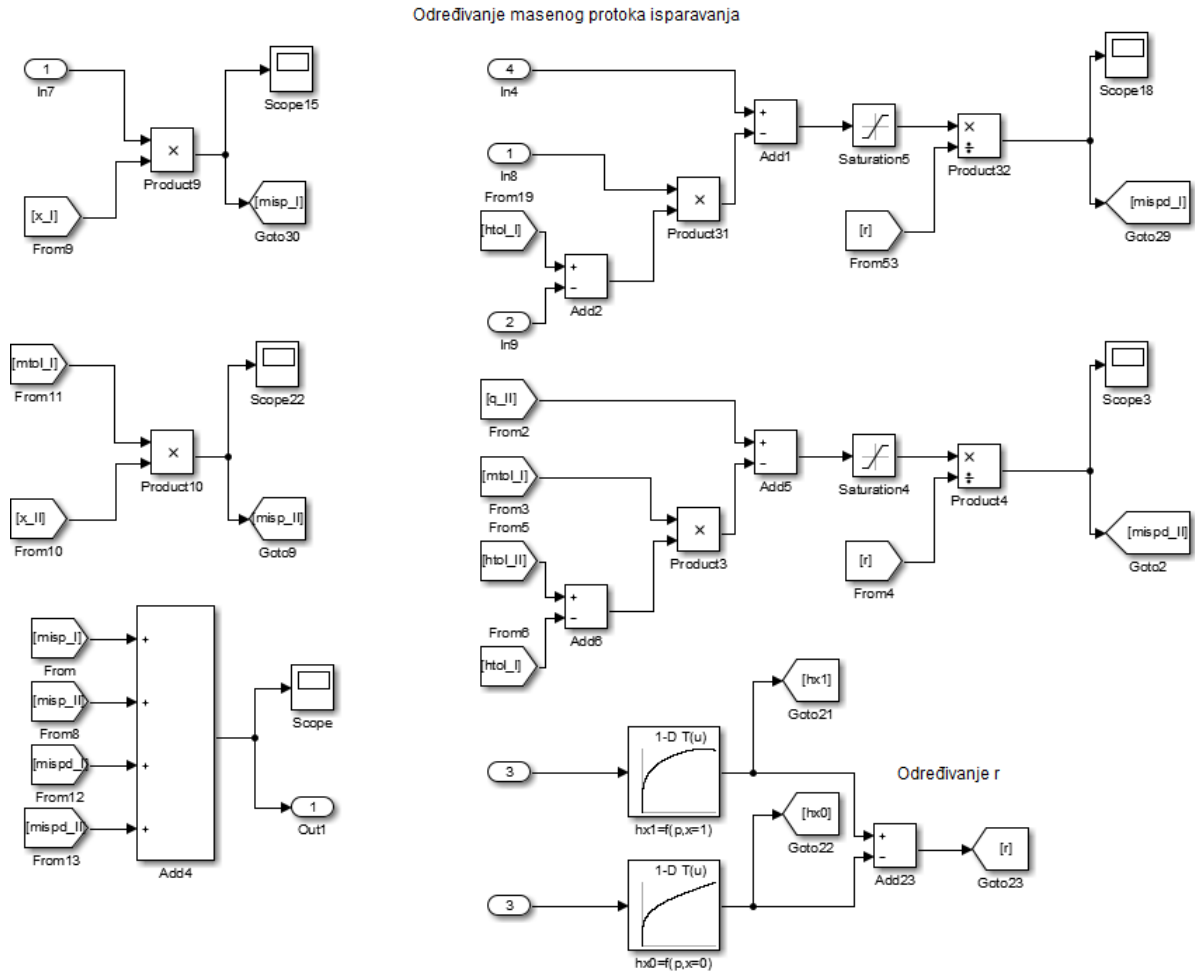 Određivanje masenog protoka isparavanja
1
In7
Scope15
×
Product9
[x_I]
From9
[misp_I]
Goto30
4
In4
Scope18
+
−
Add1
Saturation5
×
÷
Product32
1
In8
From19
[htol_I]
×
Product31
[r]
From53
[mispd_I]
Goto29
+
−
Add2
2
In9
[mtol_I]
From11
Scope22
×
Product10
[x_II]
From10
[misp_II]
Goto9
[q_II]
From2
Scope3
+
−
Add5
Saturation4
×
÷
Product4
[mtol_I]
From3
From5
[htol_II]
×
Product3
[r]
From4
[mispd_II]
Goto2
+
−
Add6
From6
[htol_I]
[misp_I]
From
+
[misp_II]
From8
+
[mispd_I]
From12
+
[mispd_II]
From13
+
Add4
Scope
1
Out1
[hx1]
Goto21
3
1-D T(u)
hx1=f(p,x=1)
Određivanje r
[hx0]
Goto22
3
1-D T(u)
hx0=f(p,x=0)
+
−
Add23
[r]
Goto23